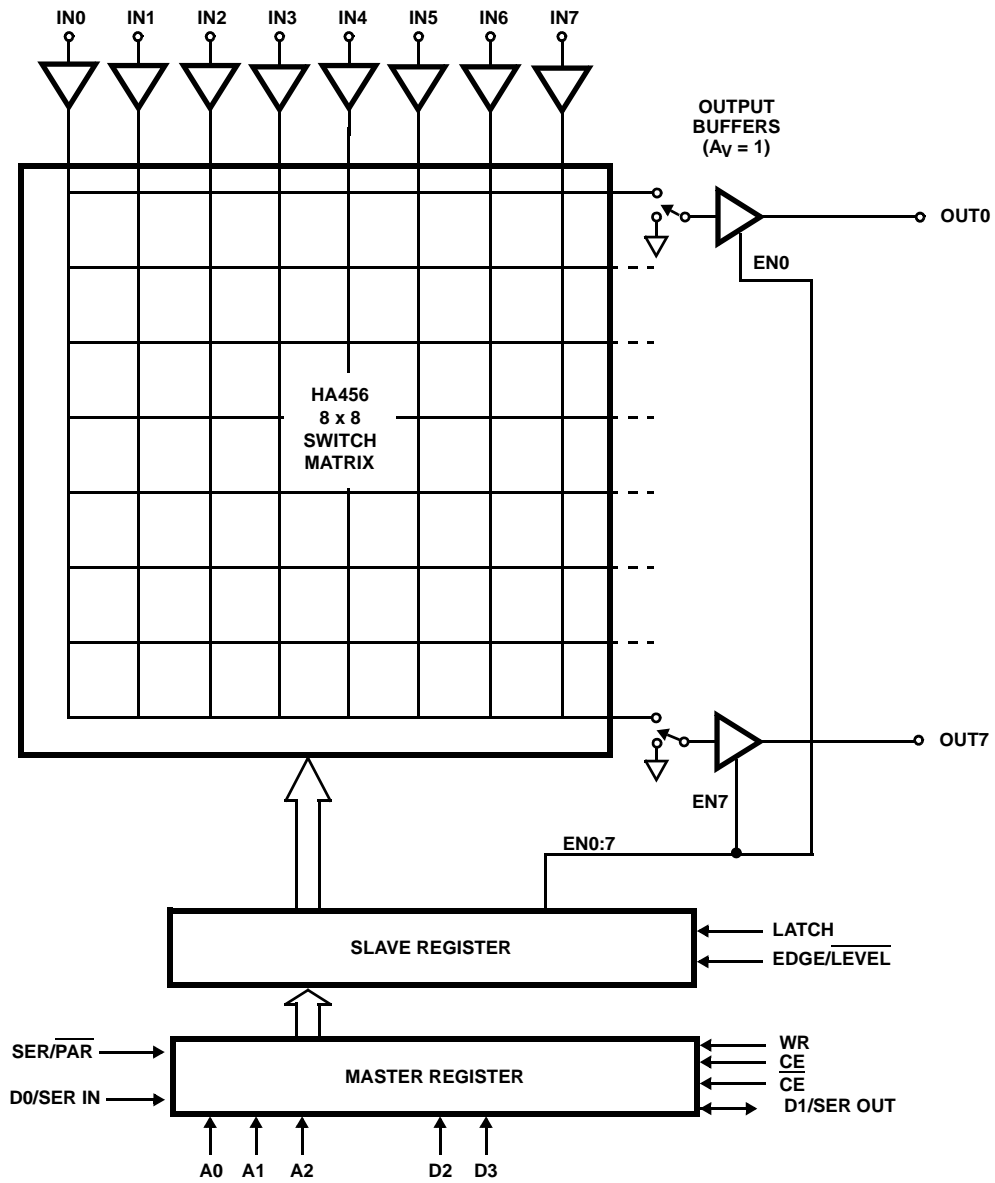 IN0 IN1 IN2 IN3 IN4 IN5 IN6 IN7
OUTPUT
BUFFERS
(AV = 1)
OUT0
EN0
HA456
8 x 8
SWITCH
MATRIX
OUT7
EN7
EN0:7
SLAVE REGISTER
LATCH
EDGE/LEVEL
SER/PAR
D0/SER IN
MASTER REGISTER
WR
CE
CE
D1/SER OUT
A0 A1 A2 D2 D3